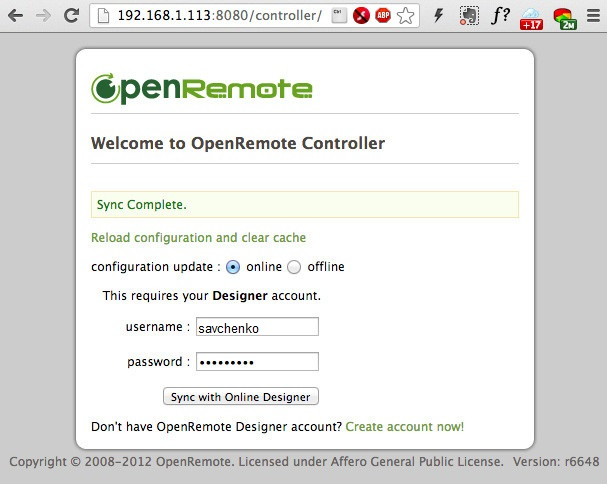 192.168.1.113:8080/controller/
Ctrl
ABP
f?
+17
2м
OpenRemote
Welcome to OpenRemote Controller
Sync Complete.
Reload configuration and clear cache
configuration update : online offline
This requires your Designer account.
username : savchenko
password : •••••••••
Sync with Online Designer
Don't have OpenRemote Designer account? Create account now!
Copyright © 2008-2012 OpenRemote. Licensed under Affero General Public License. Version: r6648